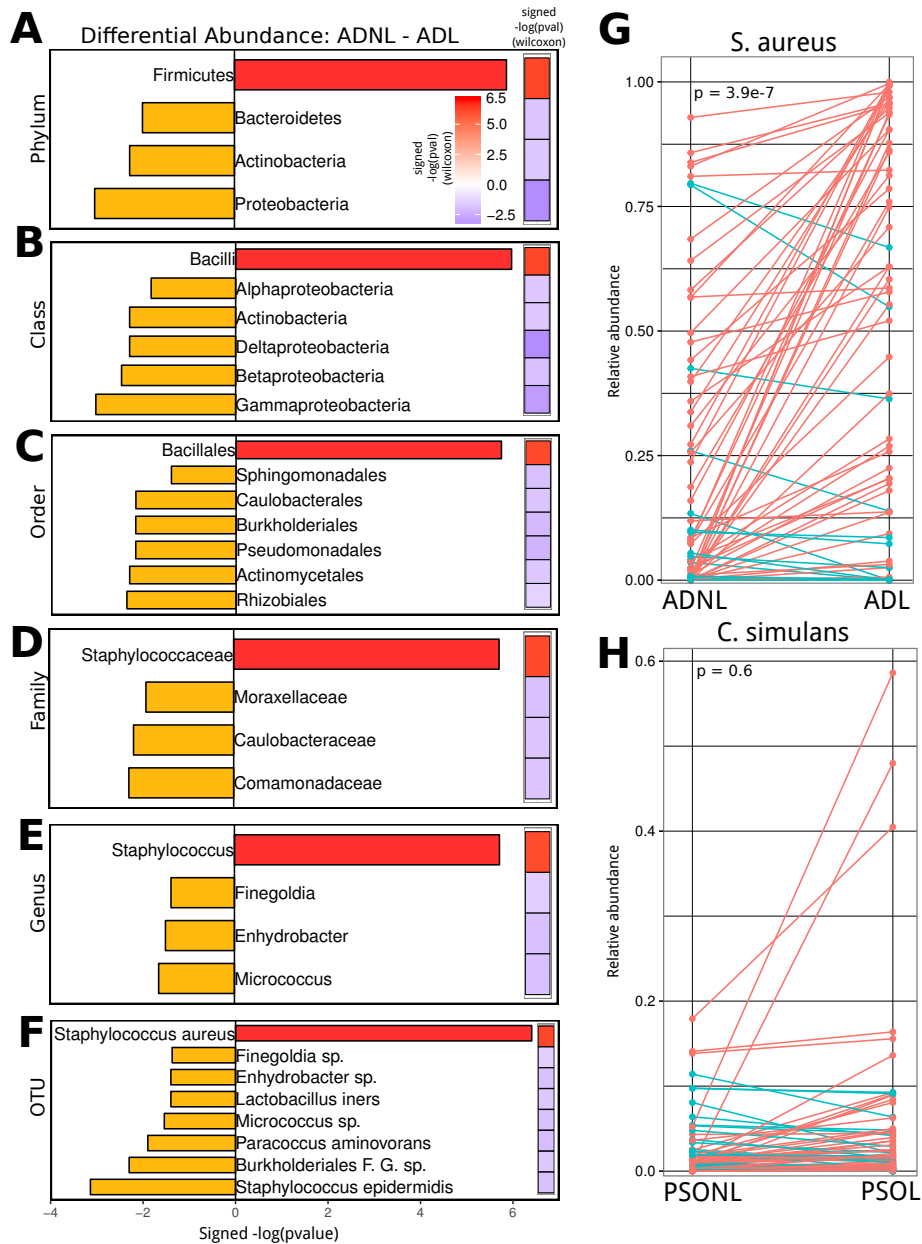 A
Differential Abundance: ADNL - ADL
signed
-log(pval)
(wilcoxon)
Phylum
Firmicutes
Bacteroidetes
Actinobacteria
Proteobacteria
signed
-log(pval)
(wilcoxon)
6.5
5.0
2.5
0.0
−2.5
B
Class
Bacilli
Alphaproteobacteria
Actinobacteria
Deltaproteobacteria
Betaproteobacteria
Gammaproteobacteria
C
Order
Bacillales
Sphingomonadales
Caulobacterales
Burkholderiales
Pseudomonadales
Actinomycetales
Rhizobiales
D
Family
Staphylococcaceae
Moraxellaceae
Caulobacteraceae
Comamonadaceae
E
Genus
Staphylococcus
Finegoldia
Enhydrobacter
Micrococcus
F
OTU
Staphylococcus aureus
Finegoldia sp.
Enhydrobacter sp.
Lactobacillus iners
Micrococcus sp.
Paracoccus aminovorans
Burkholderiales F. G. sp.
Staphylococcus epidermidis
−4 −2 0 2 4 6
Signed -log(pvalue)
G
S. aureus
p = 3.9e-7
Relative abundance
1.00
0.75
0.50
0.25
0.00
ADNL ADL
H
C. simulans
p = 0.6
Relative abundance
0.6
0.4
0.2
0.0
PSONL PSOL